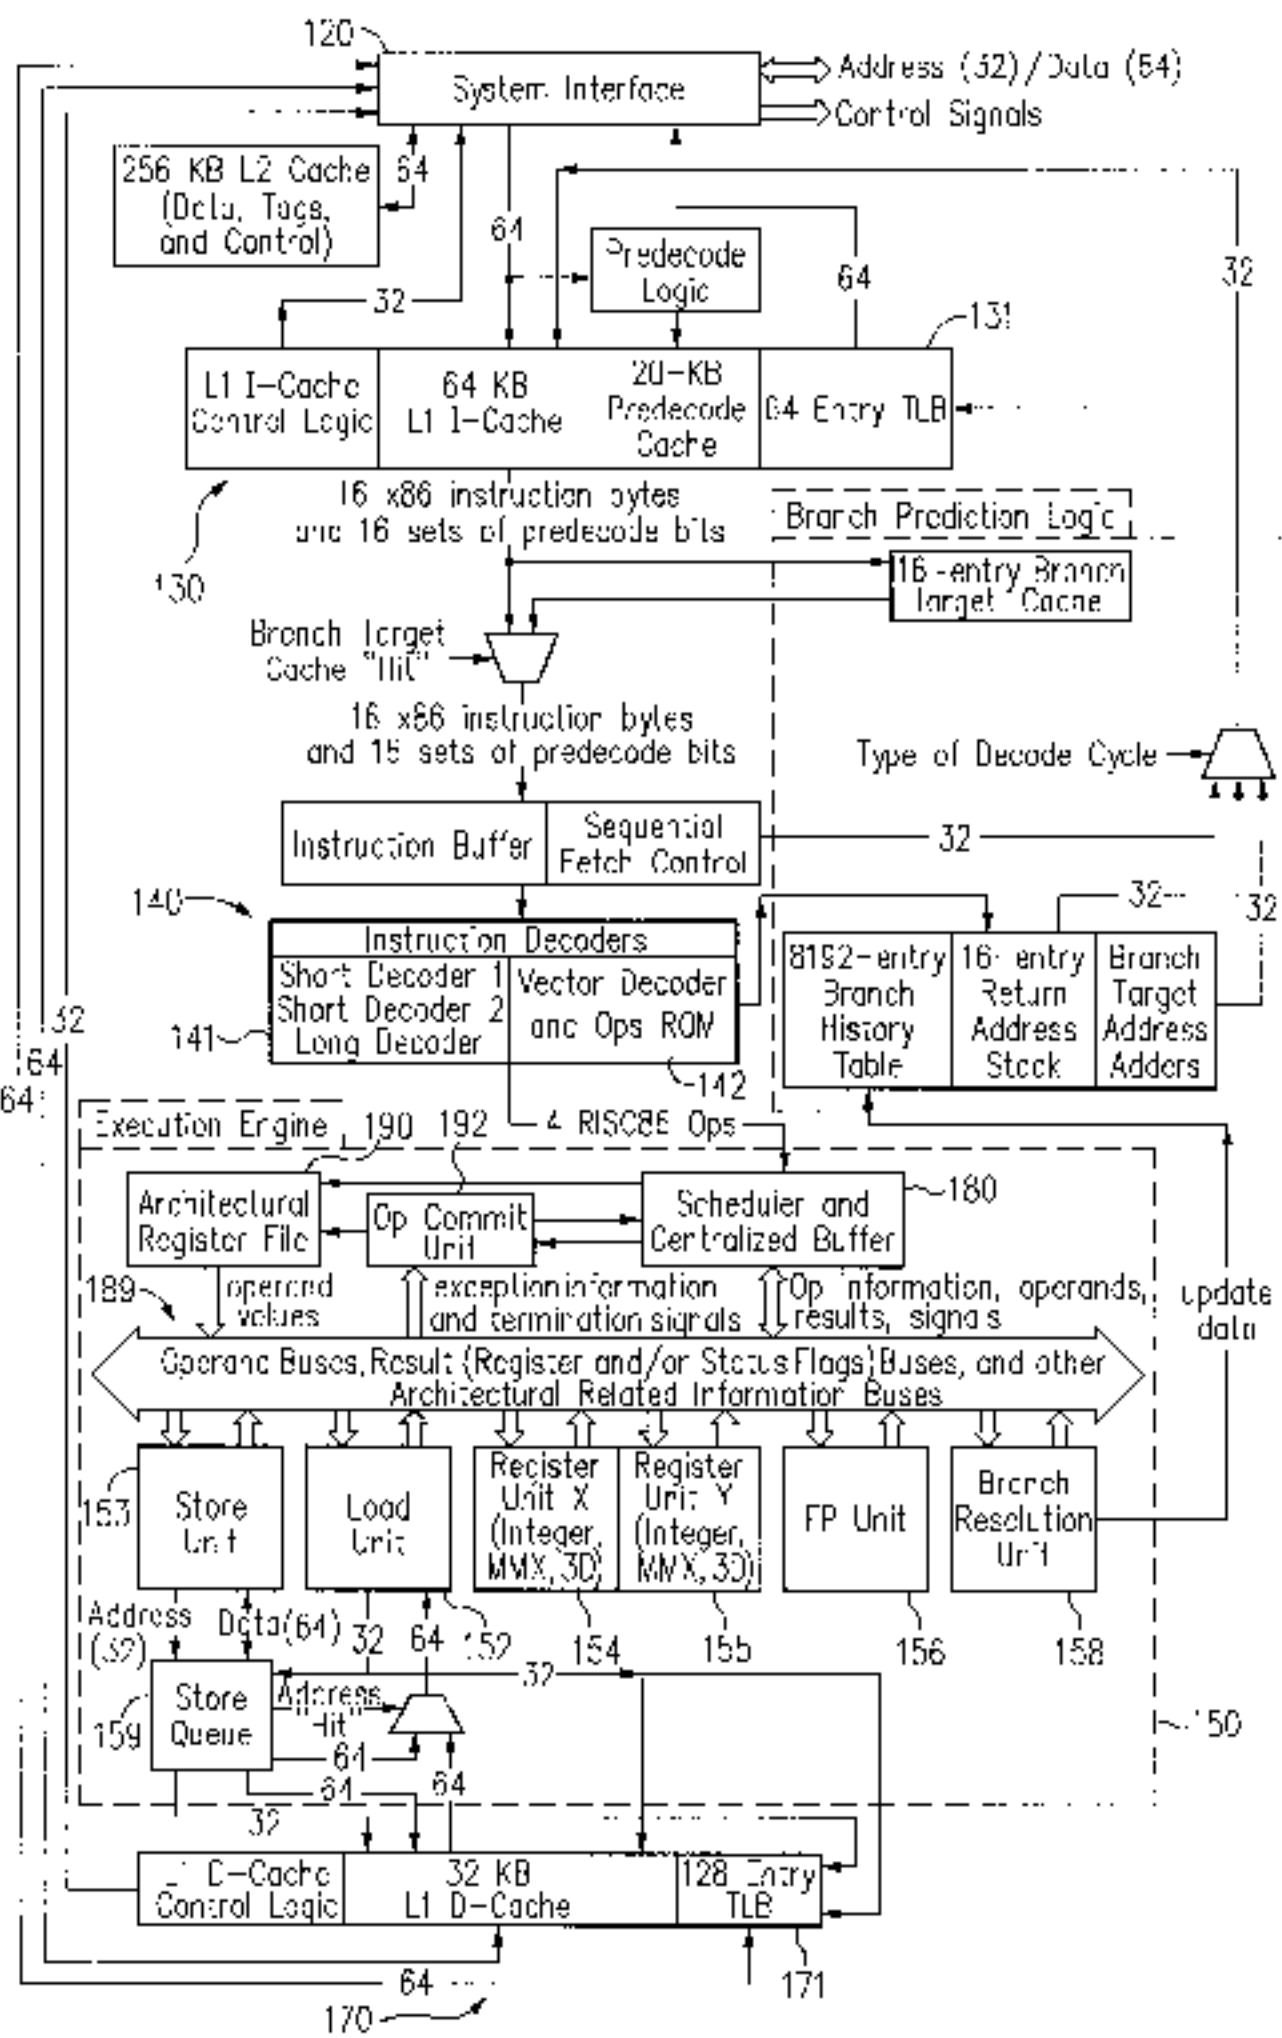 120
System Interface
Address (32)/Data (64)
Control Signals
256 KB L2 Cache
(Data, Tags,
and Control)
64
64
Predecode
Logic
64
32
32
131
L1 I-Cache
Control Logic
64 KB
L1 I-Cache
20-KB
Predecode
Cache
64 Entry TLB
130
16 x86 instruction bytes
and 16 sets of predecode bits
Branch Prediction Logic
16-entry Branch
Target Cache
Branch Target
Cache "Hit"
16 x86 instruction bytes
and 16 sets of predecode bits
Type of Decode Cycle
Instruction Buffer
Sequential
Fetch Control
32
140
32
32
Instruction Decoders
Short Decoder 1
Short Decoder 2
Long Decoder
Vector Decoder
and Ops ROM
141
142
8192-entry
Branch
History
Table
16-entry
Return
Address
Stack
Branch
Target
Address
Adders
32
64
64
4 RISC86 Ops
Execution Engine
190
192
Architectural
Register File
Op Commit
Unit
Scheduler and
Centralized Buffer
180
189
operand
values
exception information
and termination signals
Op information, operands,
results, signals
update
data
Operand Buses, Result (Register and/or Status Flags) Buses, and other
Architectural Related Information Buses
153
Store
Unit
Load
Unit
Register
Unit X
(Integer,
MMX, 3D)
Register
Unit Y
(Integer,
MMX, 3D)
FP Unit
Branch
Resolution
Unit
Address
(32)
Data(64)
32
64
152
154
155
156
158
32
159
Store
Queue
Address
Hit
64
64
64
150
32
L1 D-Cache
Control Logic
32 KB
L1 D-Cache
128 Entry
TLB
64
171
170